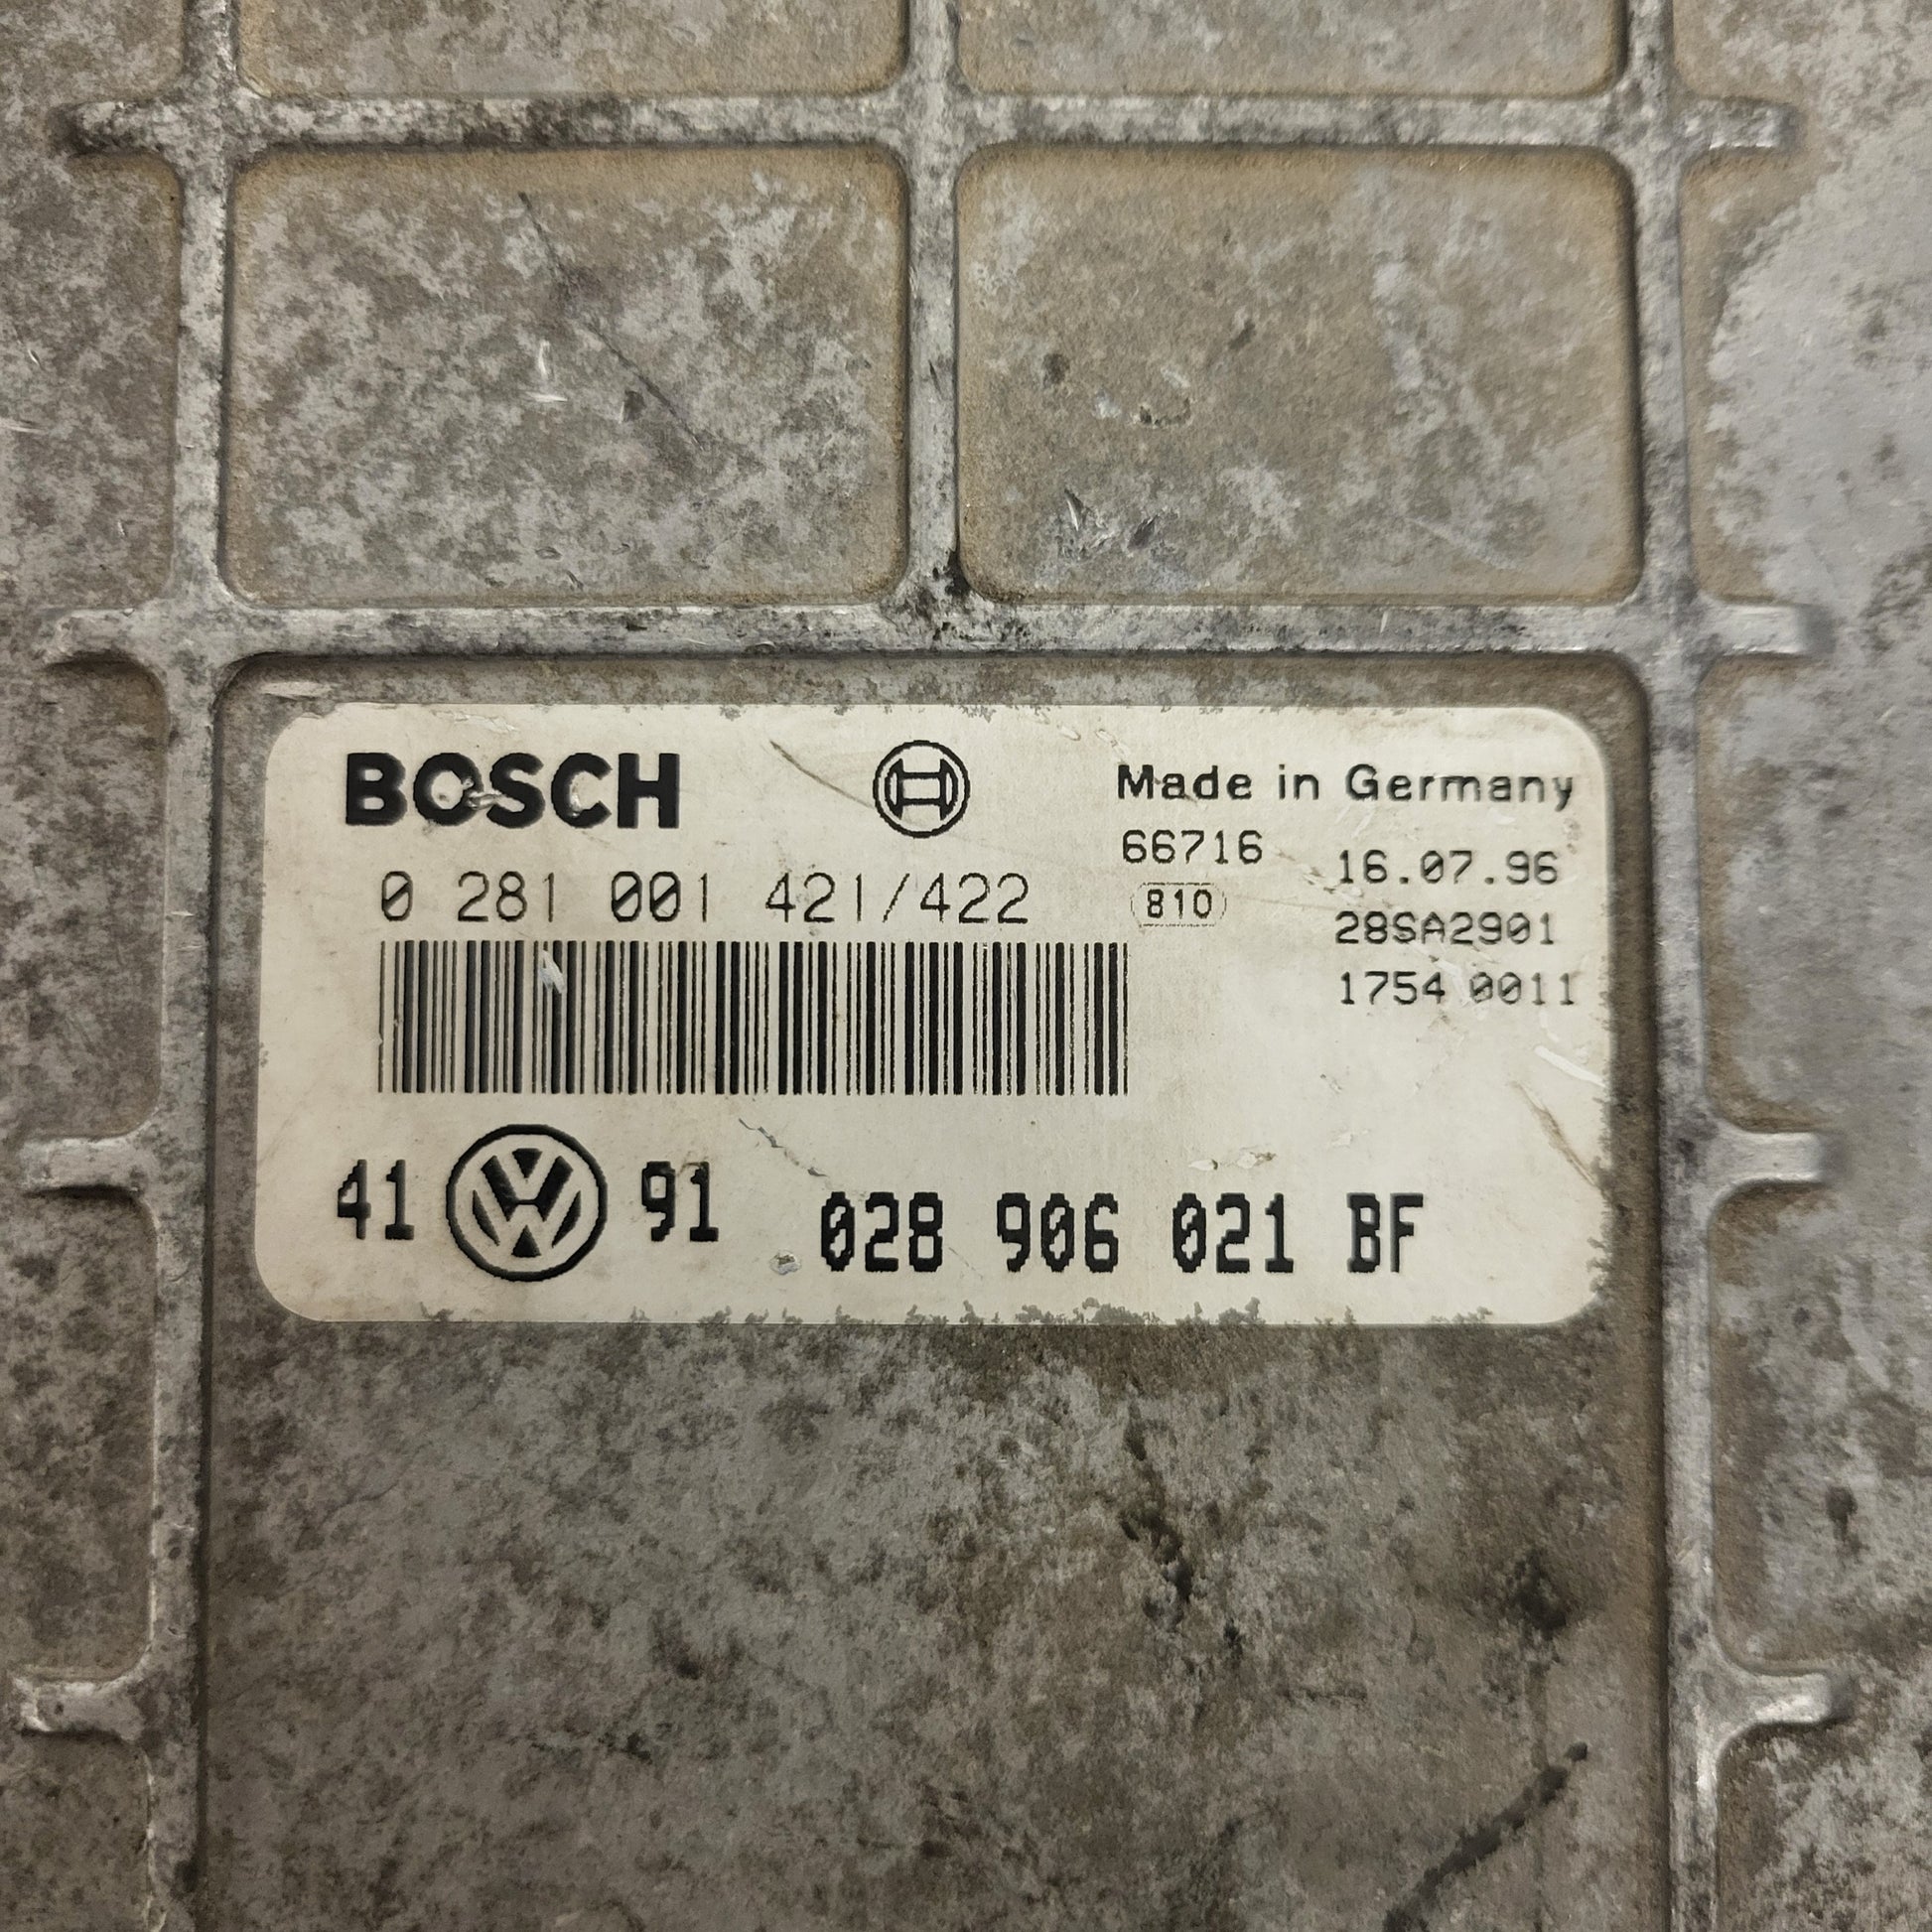 BOSCH
Made in Germany
66716
16.07.96
0 281 001 421/422
810
28SA2901
1754 0011
41 VW 91
028 906 021 BF